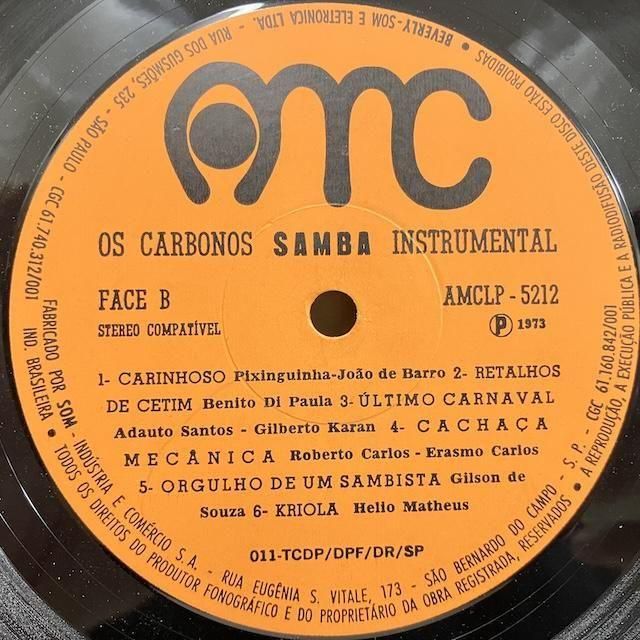 AMC
OS CARBONOS SAMBA INSTRUMENTAL
FACE B
STEREO COMPATÍVEL
AMCLP - 5212
Ⓟ 1973
1- CARINHOSO Pixinguinha-João de Barro 2- RETALHOS
DE CETIM Benito Di Paula 3- ÚLTIMO CARNAVAL
Adauto Santos - Gilberto Karan 4- CACHAÇA
MECÂNICA Roberto Carlos - Erasmo Carlos
5- ORGULHO DE UM SAMBISTA Gilson de
Souza 6- KRIOLA Helio Matheus
011-TCDP/DPF/DR/SP
FABRICADO POR SOM - INDÚSTRIA E COMÉRCIO S.A. - RUA EUGÊNIA S. VITALE, 173 - SÃO BERNARDO DO CAMPO - S. P. - CGC 61.160.842/001
IND. BRASILEIRA • TODOS OS DIREITOS DO PRODUTOR FONOGRÁFICO E DO PROPRIETÁRIO DA OBRA REGISTRADA, RESERVADOS • A REPRODUÇÃO, A EXECUÇÃO PÚBLICA E A RADIODIFUSÃO DESTE DISCO ESTÃO PROIBIDAS •
BEVERLY-SOM E ELETRONICA LTDA. - RUA DOS GUSMÕES, 235 - SÃO PAULO - CGC 61.740.312/001